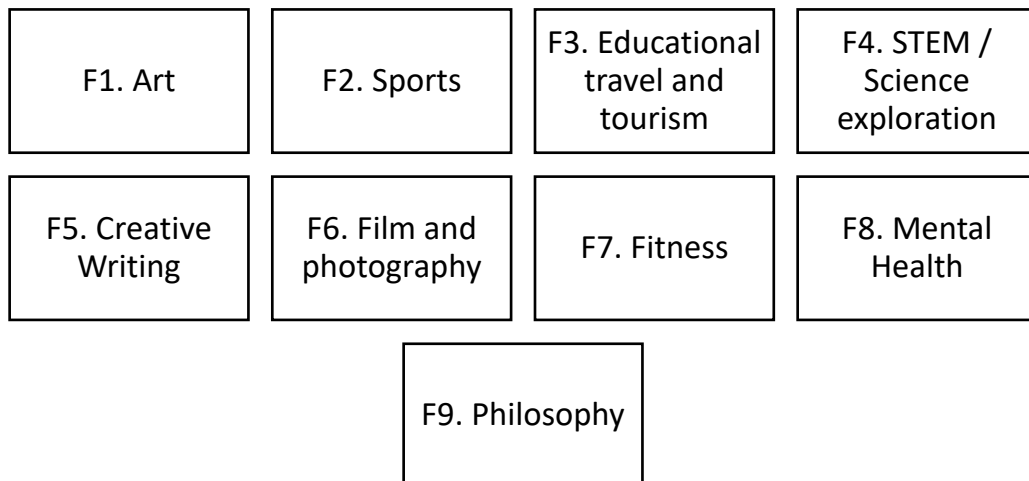 F1. Art
F2. Sports
F3. Educational
travel and
tourism
F4. STEM /
Science
exploration
F5. Creative
Writing
F6. Film and
photography
F7. Fitness
F8. Mental
Health
F9. Philosophy